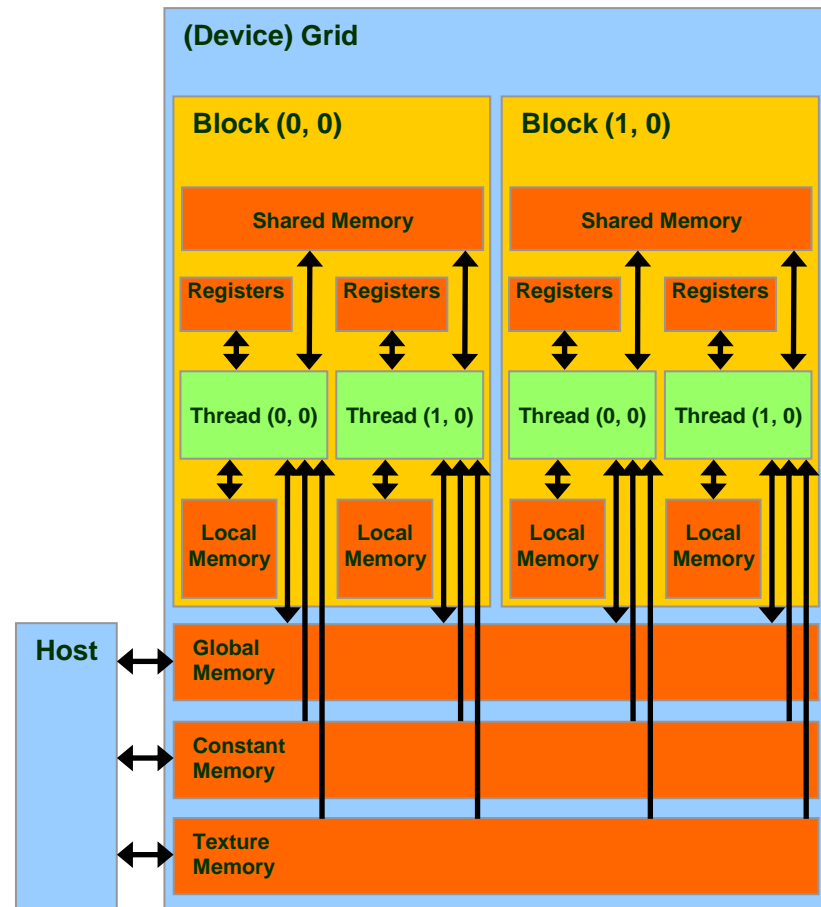 (Device) Grid
Block (0, 0)
Block (1, 0)
Shared Memory
Shared Memory
Registers
Registers
Registers
Registers
Thread (0, 0)
Thread (1, 0)
Thread (0, 0)
Thread (1, 0)
Local
Memory
Local
Memory
Local
Memory
Local
Memory
Host
Global
Memory
Constant
Memory
Texture
Memory